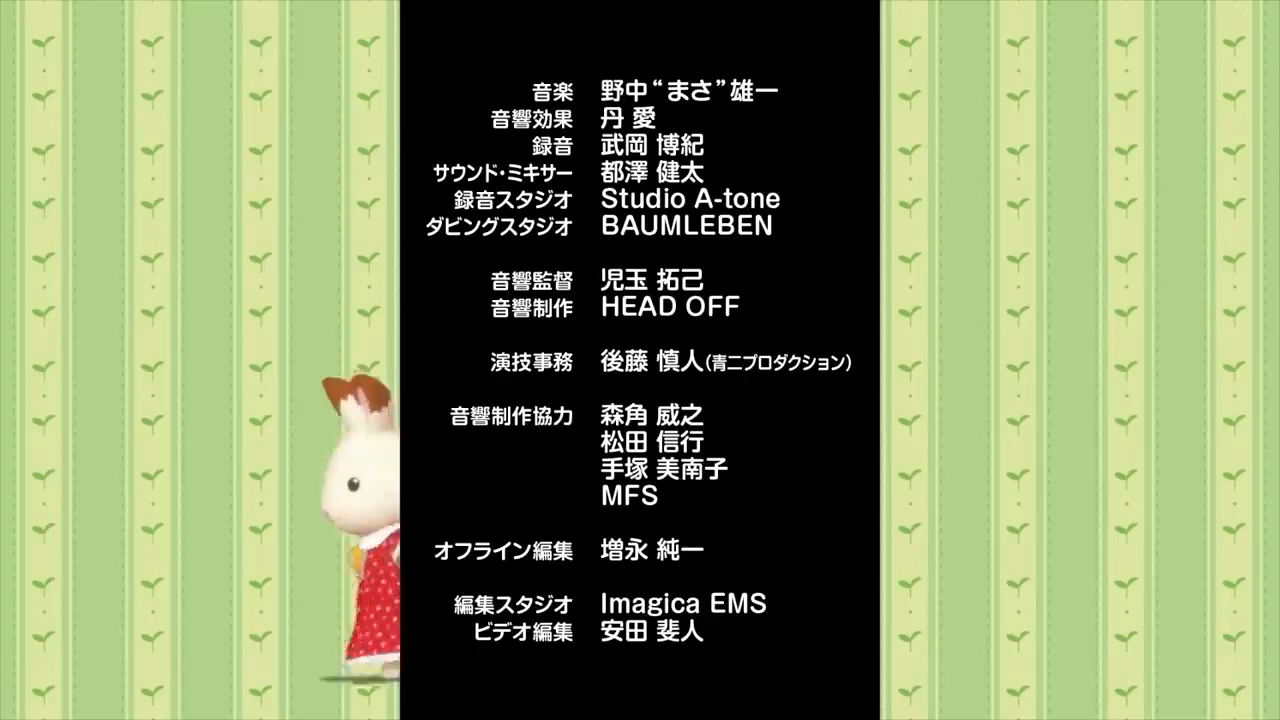 音楽 野中“まさ”雄一
音響効果 丹 愛
録音 武岡 博紀
サウンド・ミキサー 都澤 健太
録音スタジオ Studio A-tone
ダビングスタジオ BAUMLEBEN
音響監督 児玉 拓己
音響制作 HEAD OFF
演技事務 後藤 慎人(青二プロダクション)
音響制作協力 森角 威之
松田 信行
手塚 美南子
MFS
オフライン編集 増永 純一
編集スタジオ Imagica EMS
ビデオ編集 安田 斐人